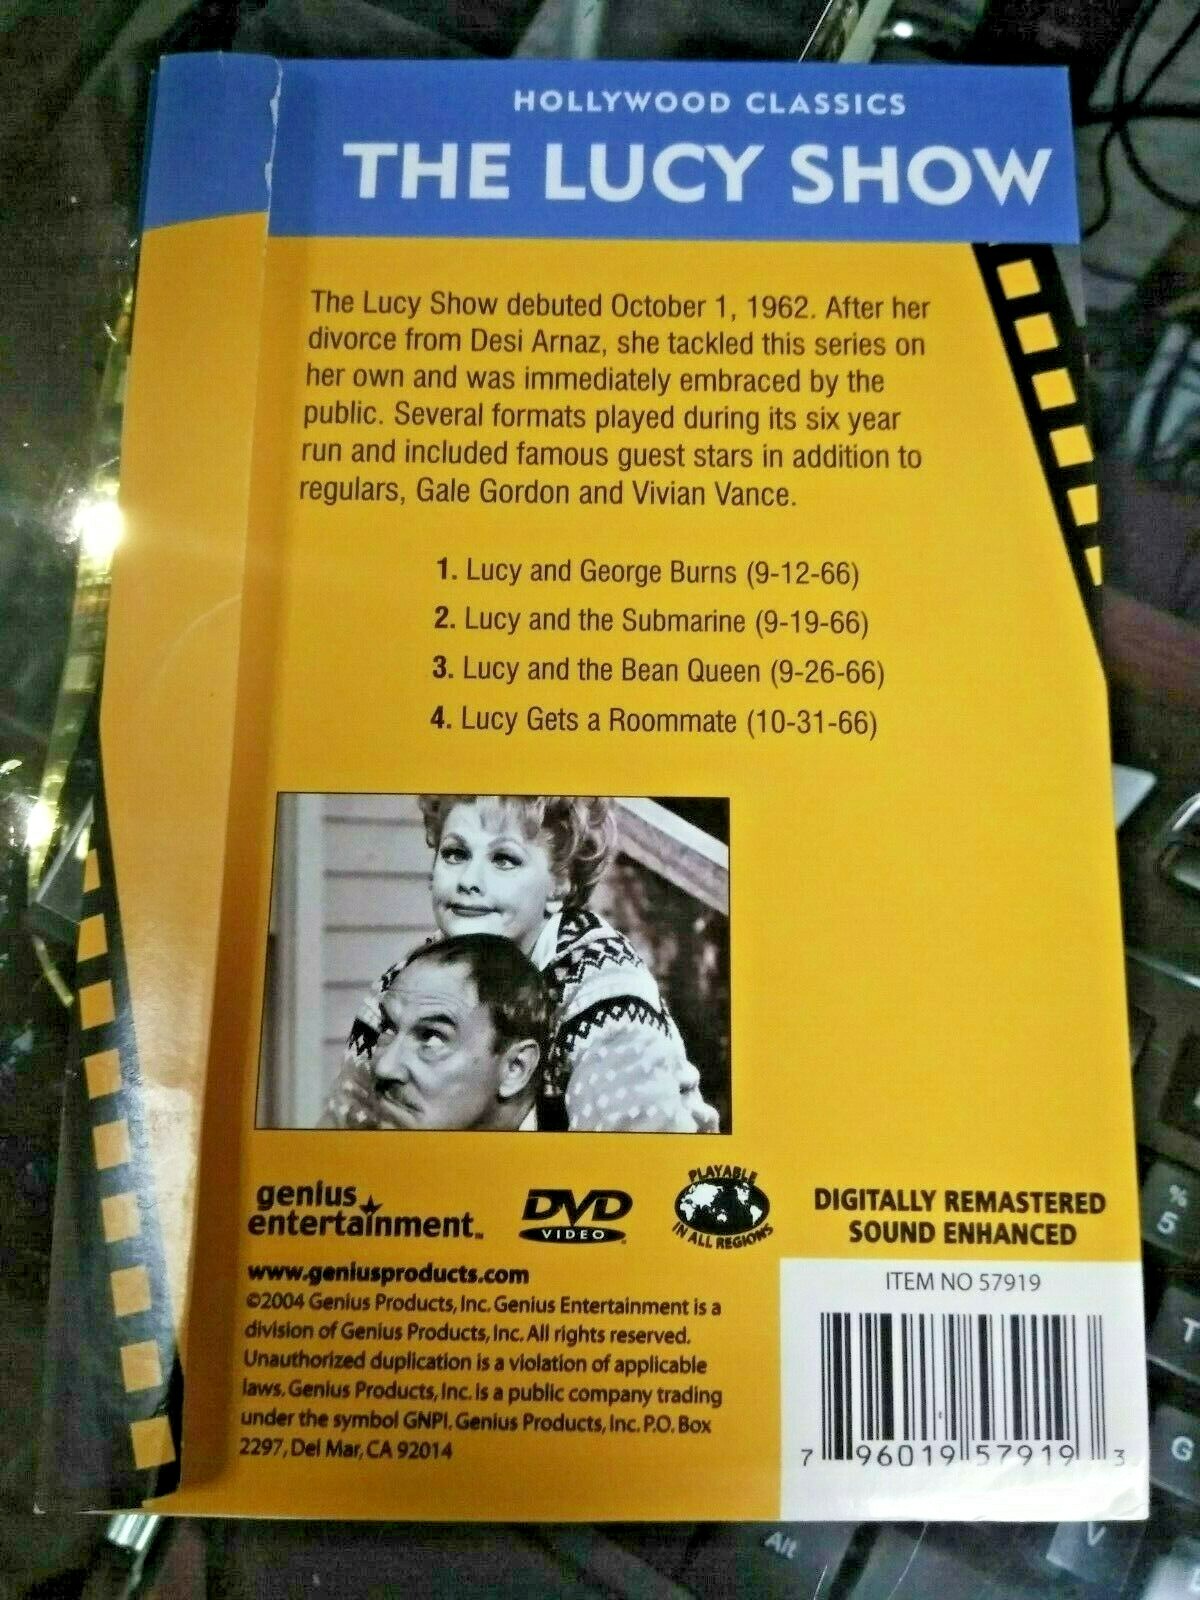 HOLLYWOOD CLASSICS
THE LUCY SHOW
The Lucy Show debuted October 1, 1962. After her
divorce from Desi Arnaz, she tackled this series on
her own and was immediately embraced by the
public. Several formats played during its six year
run and included famous guest stars in addition to
regulars, Gale Gordon and Vivian Vance.
1. Lucy and George Burns (9-12-66)
2. Lucy and the Submarine (9-19-66)
3. Lucy and the Bean Queen (9-26-66)
4. Lucy Gets a Roommate (10-31-66)
genius
entertainment™
DVD
VIDEO
PLAYABLE
IN ALL REGIONS
DIGITALLY REMASTERED
SOUND ENHANCED
www.geniusproducts.com
©2004 Genius Products, Inc. Genius Entertainment is a
division of Genius Products, Inc. All rights reserved.
Unauthorized duplication is a violation of applicable
laws. Genius Products, Inc. is a public company trading
under the symbol GNPI. Genius Products, Inc. P.O. Box
2297, Del Mar, CA 92014
ITEM NO 57919
7 96019 57919 3
%
5
T
G
V
Alt